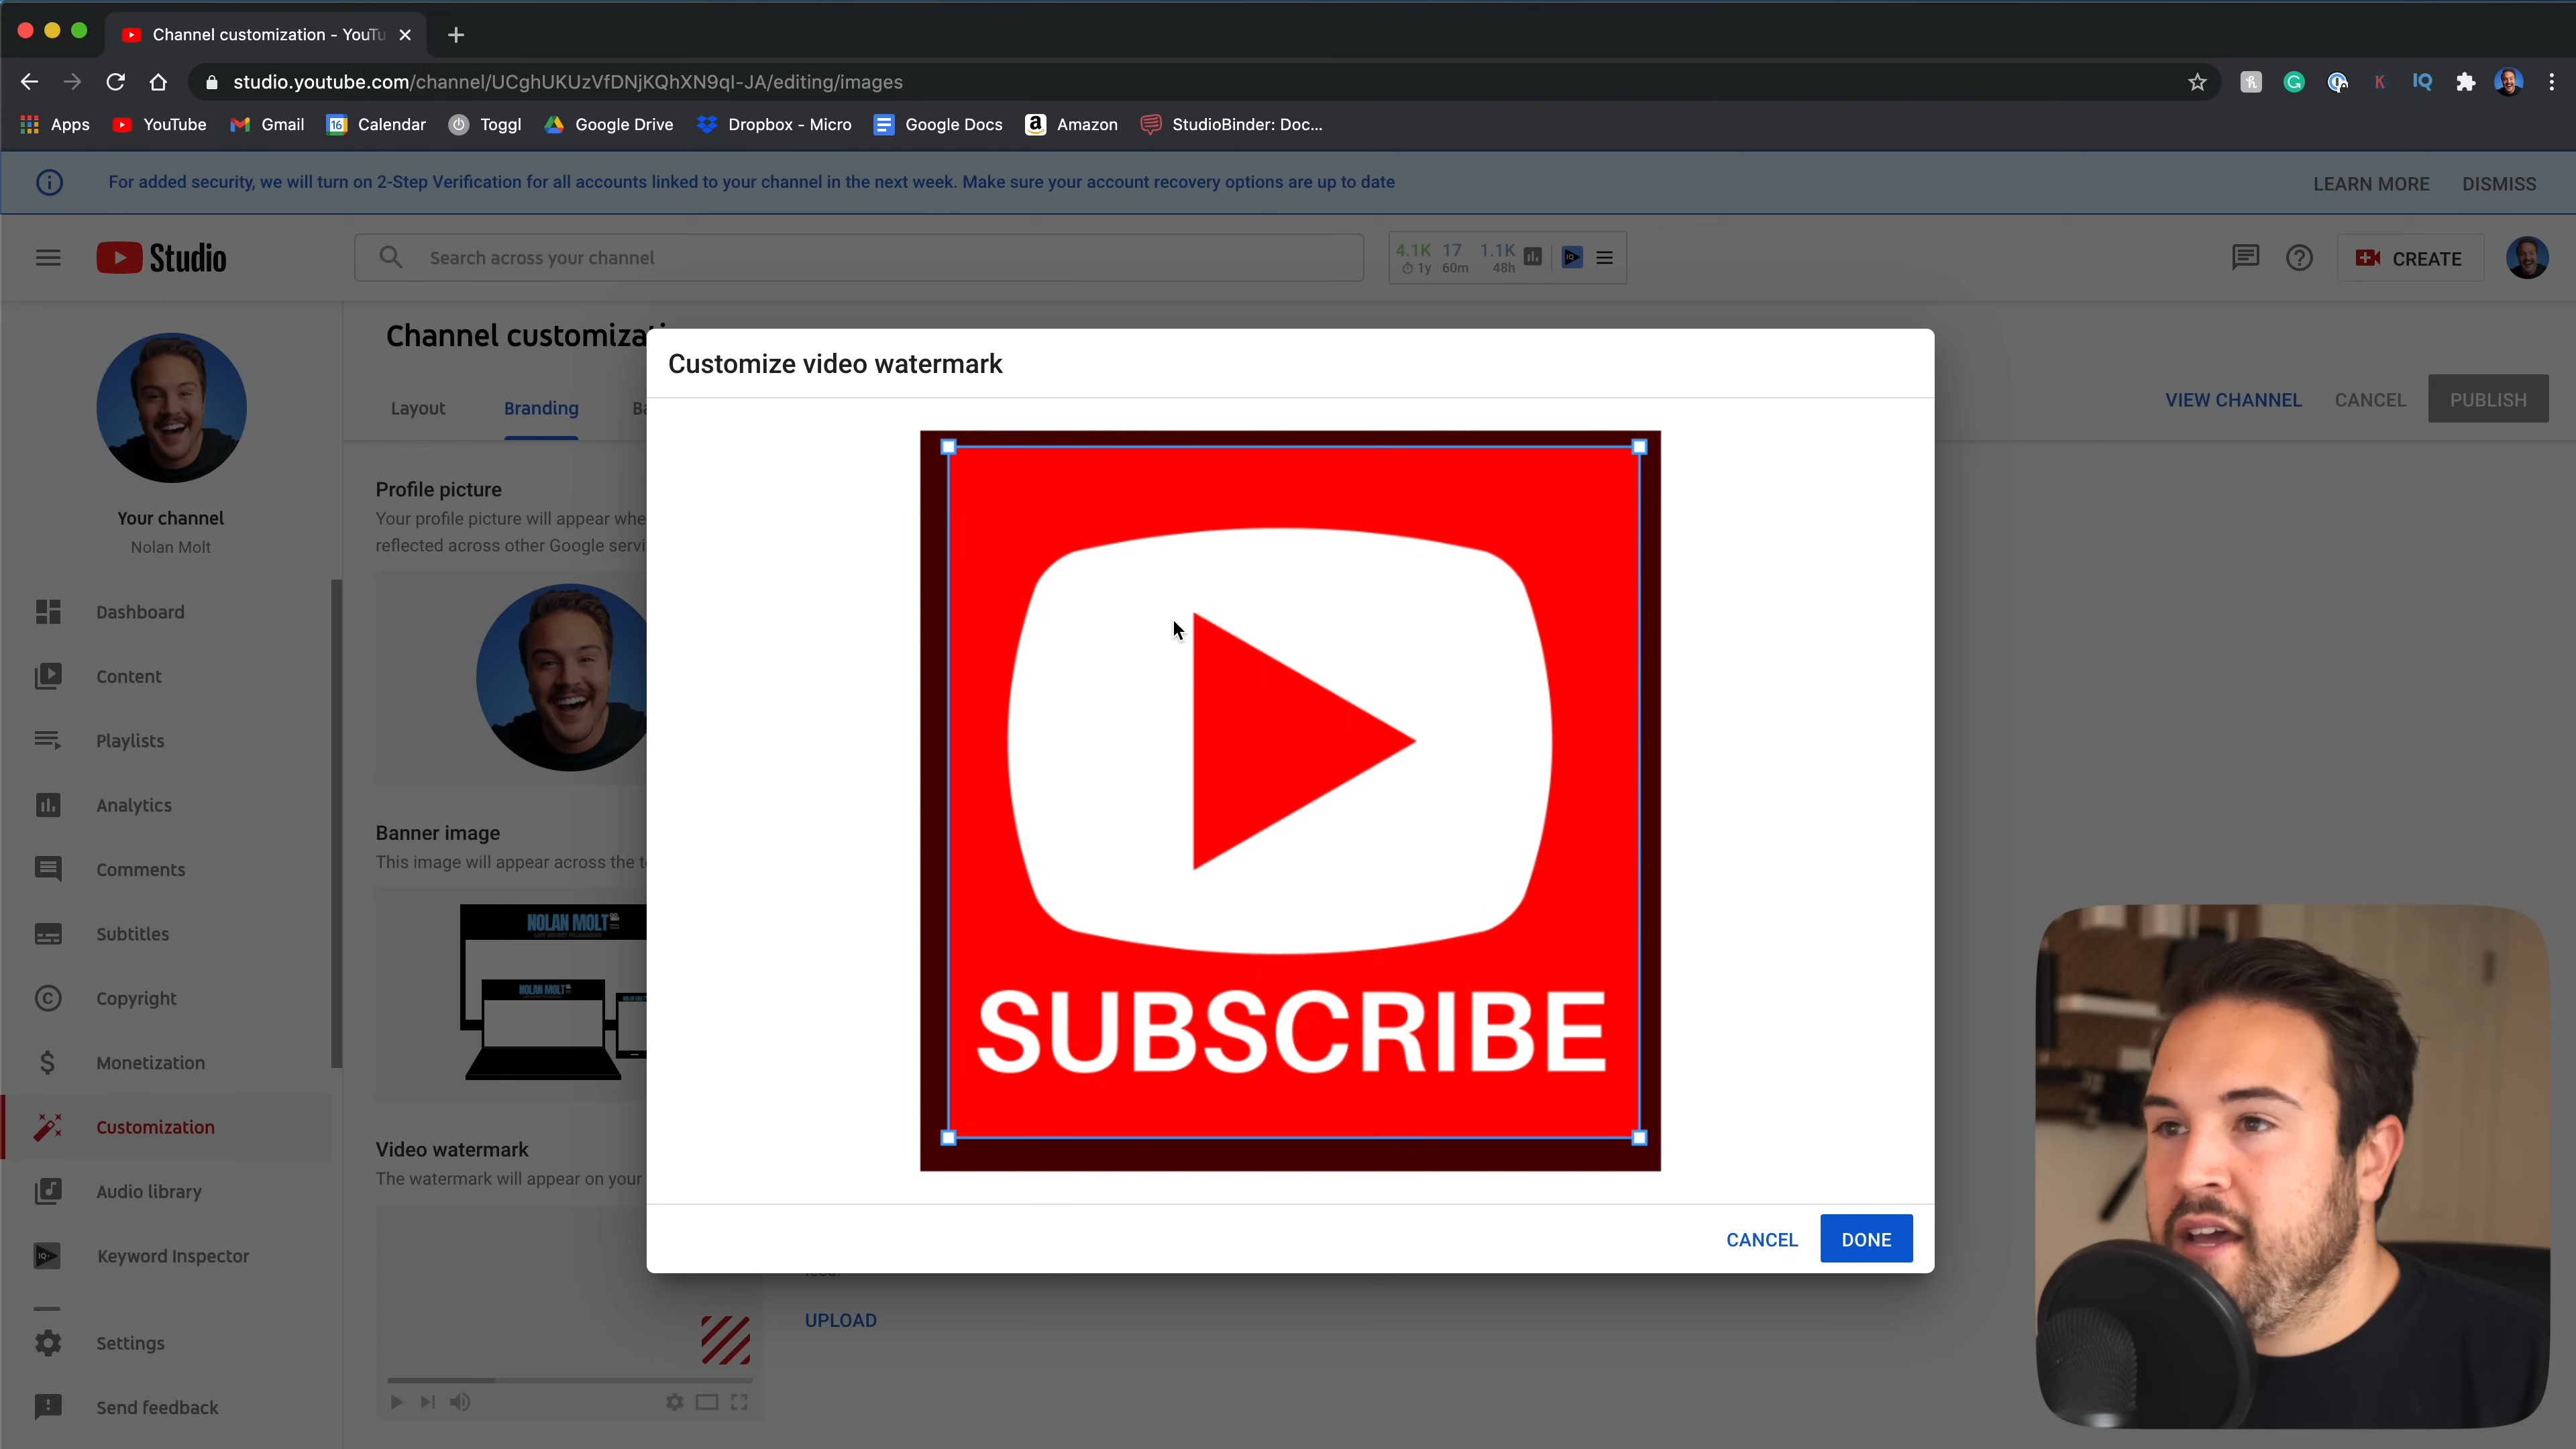 Channel customization - YouTu
studio.youtube.com/channel/UCghUKUzVfDNjKQhXN9qI-JA/editing/images
Apps
YouTube
Gmail
16
Calendar
Toggl
Google Drive
Dropbox - Micro
Google Docs
Amazon
StudioBinder: Doc...
For added security, we will turn on 2-Step Verification for all accounts linked to your channel in the next week. Make sure your account recovery options are up to date
LEARN MORE
DISMISS
Studio
Search across your channel
4.1K 17 1.1K
1y 60m 48h
CREATE
Channel customizati
Layout
Branding
Ba
VIEW CHANNEL
CANCEL
PUBLISH
Your channel
Nolan Molt
Dashboard
Content
Playlists
Analytics
Comments
Subtitles
Copyright
Monetization
Customization
Audio library
Keyword Inspector
Settings
Send feedback
Profile picture
Your profile picture will appear whe
reflected across other Google servi
Banner image
This image will appear across the t
NOLAN MOLT
NOLAN MOLT
Video watermark
The watermark will appear on your
UPLOAD
Customize video watermark
SUBSCRIBE
CANCEL
DONE